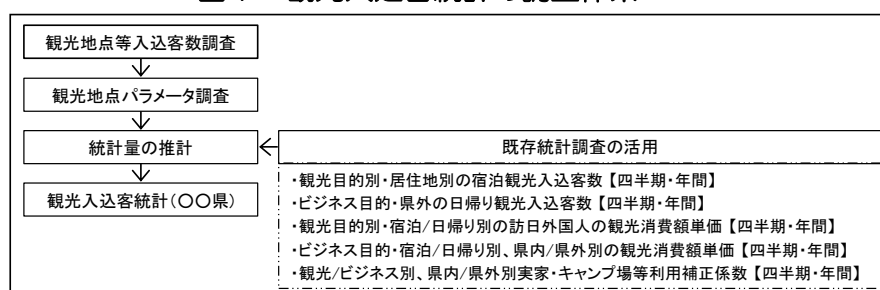 観光地点等入込客数調査
観光地点パラメータ調査
統計量の推計
観光入込客統計(〇〇県)
既存統計調査の活用
・観光目的別・居住地別の宿泊観光入込客数【四半期・年間】
・ビジネス目的・県外の日帰り観光入込客数【四半期・年間】
・観光目的別・宿泊/日帰り別の訪日外国人の観光消費額単価【四半期・年間】
・ビジネス目的・宿泊/日帰り別、県内/県外別の観光消費額単価【四半期・年間】
・観光/ビジネス別、県内/県外別実家・キャンプ場等利用補正係数【四半期・年間】